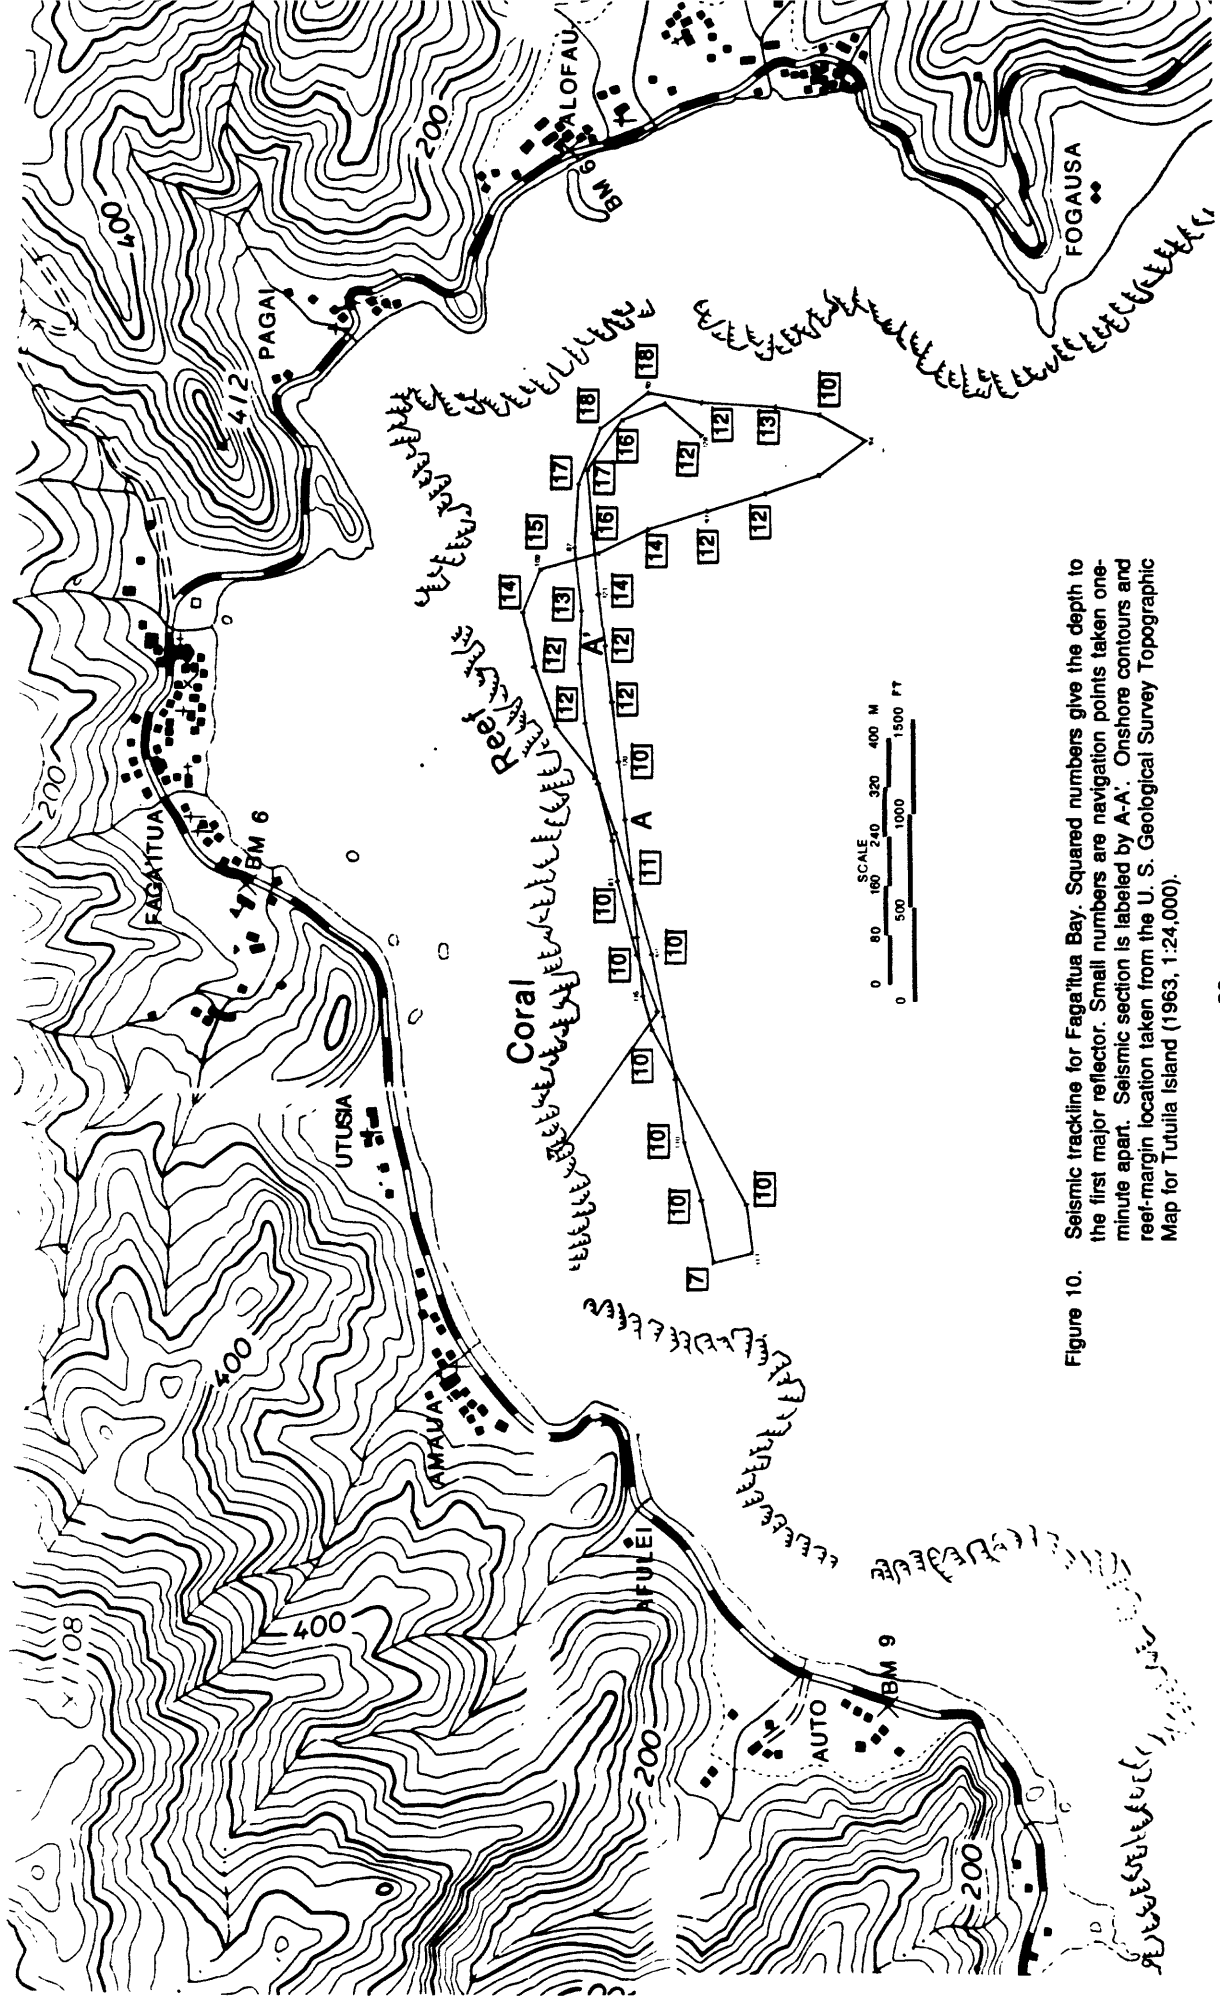 200
400
412
PAGAI
ALOFAU
BM 6
200
FOGAUSA
FAGA'ITUA
BM 6
200
UTUSIA
400
AMAUA
400
AFULEI
200
AUTO
BM 9
200
Coral Reef
18
18
17
16
17
16
15
14
14
14
13
13
12
12
12
12
12
12
12
12
10
10
11
10
10
10
10
10
10
10
7
A
A'
SCALE
0 80 160 240 320 400 M
0 500 1000 1500 FT
Figure 10. Seismic trackline for Faga'itua Bay. Squared numbers give the depth to
the first major reflector. Small numbers are navigation points taken one-
minute apart. Seismic section is labeled by A-A'. Onshore contours and
reef-margin location taken from the U. S. Geological Survey Topographic
Map for Tutuila Island (1963, 1:24,000).